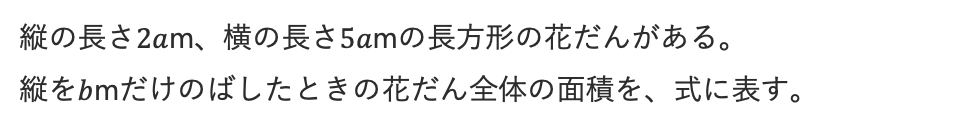 縦の長さ2am、横の長さ5amの長方形の花だんがある。
縦をbmだけのばしたときの花だん全体の面積を、式に表す。